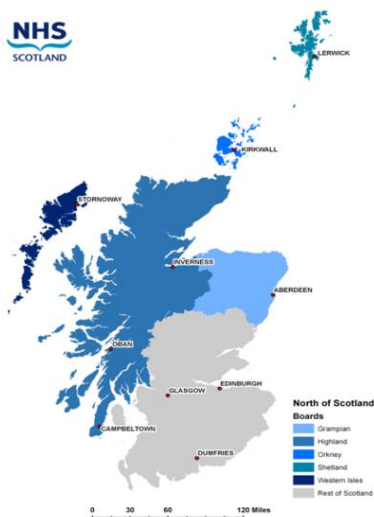 NHS
SCOTLAND
LERWICK
KIRKWALL
STORNOWAY
INVERNESS
ABERDEEN
OBAN
GLASGOW
EDINBURGH
CAMPBELTOWN
DUMFRIES
North of Scotland
Boards
Grampian
Highland
Orkney
Shetland
Western Isles
Rest of Scotland
0 30 60 120 Miles